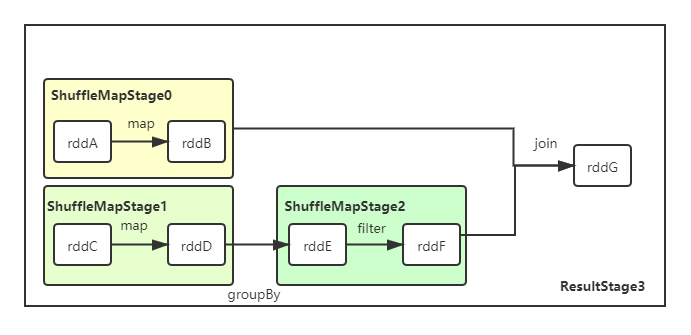 ShuffleMapStage0
map
rddA
rddB
join
rddG
ShuffleMapStage1
map
rddC
rddD
ShuffleMapStage2
filter
rddE
rddF
groupBy
ResultStage3